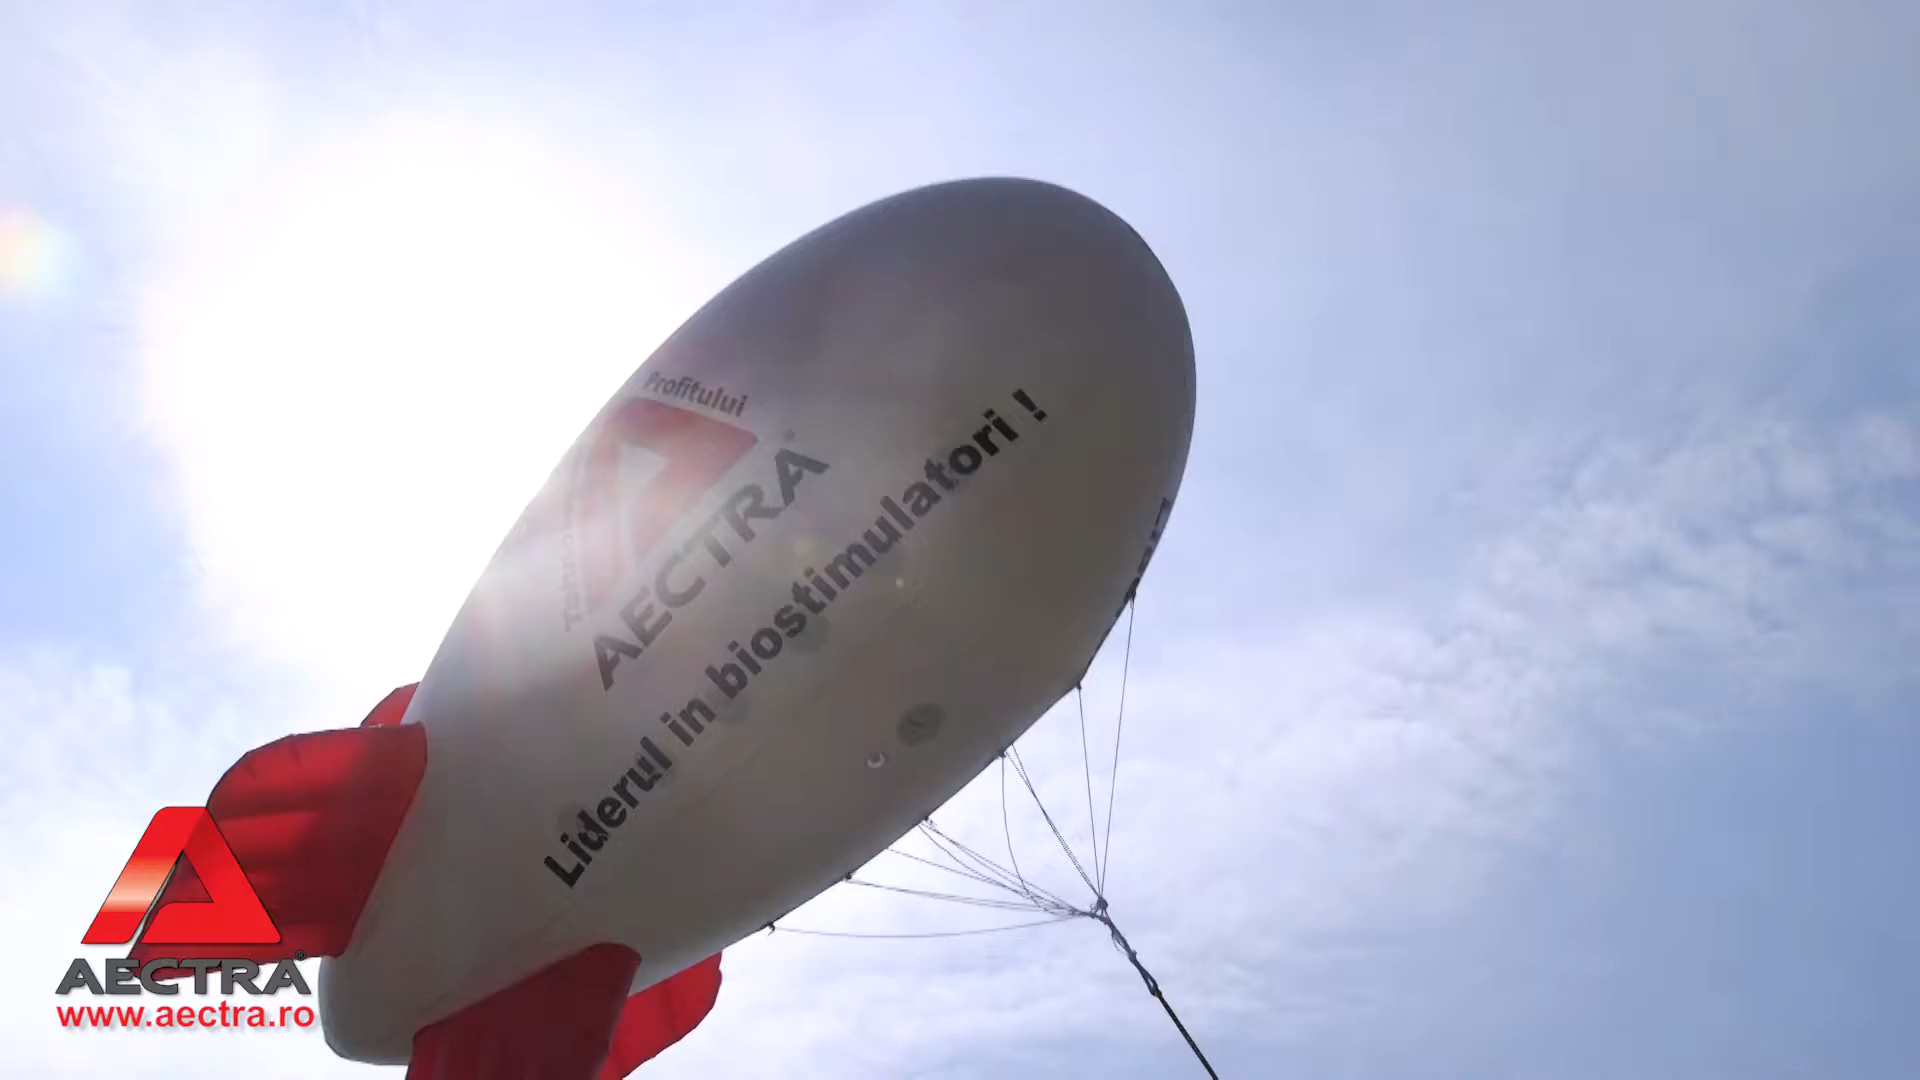 Profitului
AECTRA®
Liderul in biostimulatori !
AECTRA®
www.aectra.ro